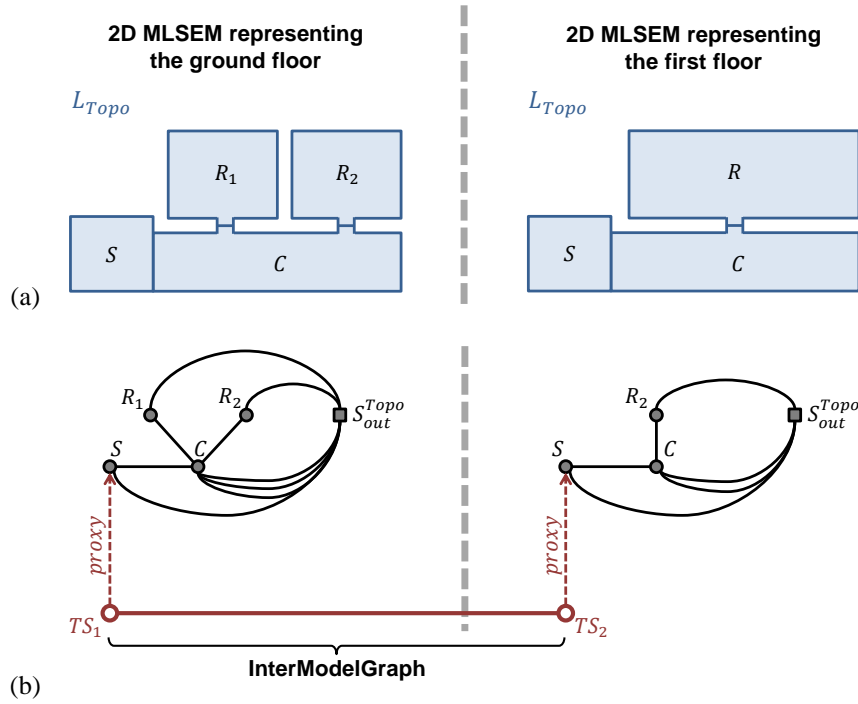 2D MLSEM representing
the ground floor
2D MLSEM representing
the first floor
L_Topo
L_Topo
R_1
R_2
R
S
C
S
C
(a)
R_1
R_2
S_out^Topo
R_2
S_out^Topo
S
C
S
C
proxy
proxy
TS_1
TS_2
InterModelGraph
(b)